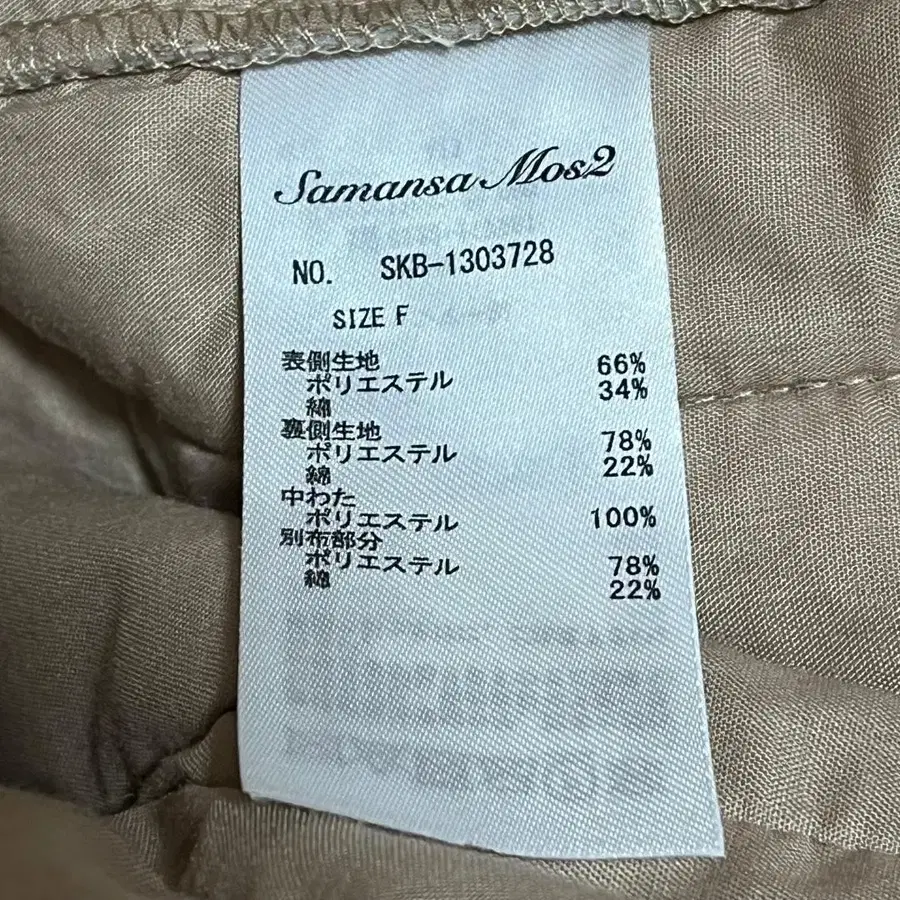 Samansa Mos2
NO. SKB-1303728
SIZE F
表側生地
ポリエステル 66%
綿 34%
裏側生地
ポリエステル 78%
綿 22%
中わた
ポリエステル 100%
別布部分
ポリエステル 78%
綿 22%